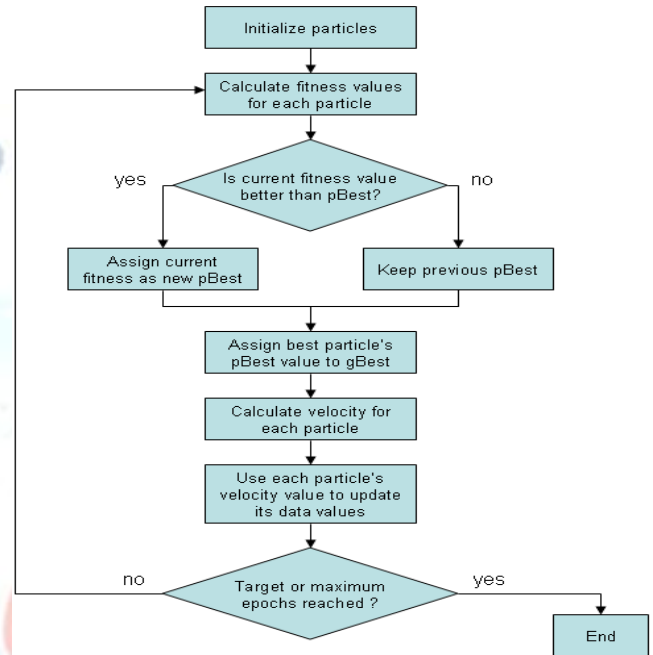 Initialize particles
Calculate fitness values
for each particle
Is current fitness value
better than pBest?
yes
no
Assign current
fitness as new pBest
Keep previous pBest
Assign best particle's
pBest value to gBest
Calculate velocity for
each particle
Use each particle's
velocity value to update
its data values
Target or maximum
epochs reached ?
no
yes
End